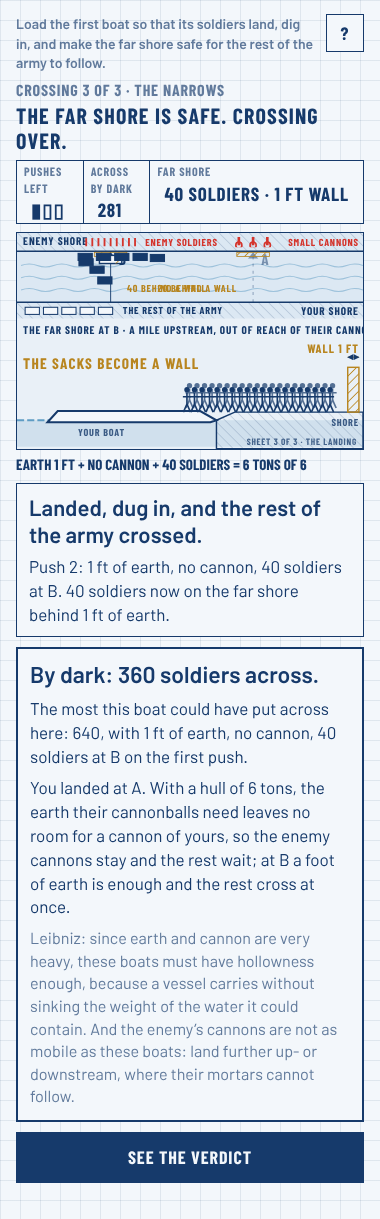 Load the first boat so that its soldiers land, dig
in, and make the far shore safe for the rest of the
army to follow.
?
CROSSING 3 OF 3 · THE NARROWS
THE FAR SHORE IS SAFE. CROSSING
OVER.
PUSHES
LEFT
ACROSS
BY DARK
281
FAR SHORE
40 SOLDIERS · 1 FT WALL
ENEMY SHORE
ENEMY SOLDIERS
SMALL CANNONS
A
40 BEHIND A WALL
THE REST OF THE ARMY
YOUR SHORE
THE FAR SHORE AT B · A MILE UPSTREAM, OUT OF REACH OF THEIR CANN
WALL 1 FT
THE SACKS BECOME A WALL
YOUR BOAT
SHORE
SHEET 3 OF 3 · THE LANDING
EARTH 1 FT + NO CANNON + 40 SOLDIERS = 6 TONS OF 6
Landed, dug in, and the rest of
the army crossed.
Push 2: 1 ft of earth, no cannon, 40 soldiers
at B. 40 soldiers now on the far shore
behind 1 ft of earth.
By dark: 360 soldiers across.
The most this boat could have put across
here: 640, with 1 ft of earth, no cannon, 40
soldiers at B on the first push.
You landed at A. With a hull of 6 tons, the
earth their cannonballs need leaves no
room for a cannon of yours, so the enemy
cannons stay and the rest wait; at B a foot
of earth is enough and the rest cross at
once.
Leibniz: since earth and cannon are very
heavy, these boats must have hollowness
enough, because a vessel carries without
sinking the weight of the water it could
contain. And the enemy's cannons are not as
mobile as these boats: land further up- or
downstream, where their mortars cannot
follow.
SEE THE VERDICT